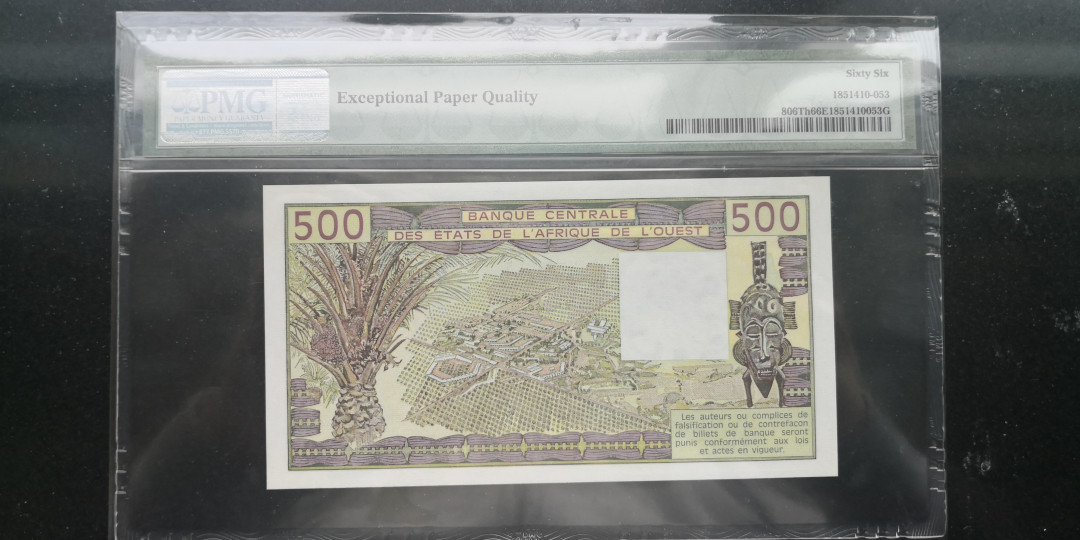 PMG
Exceptional Paper Quality
Sixty Six
1851410-053
806Th66E1851410053G
500
BANQUE CENTRALE
DES ETATS DE L'AFRIQUE DE L'OUEST
500
Les auteurs ou complices de
falsification ou de contrefaçon
de billets de banque seront
punis conformément aux lois
et actes en vigueur.